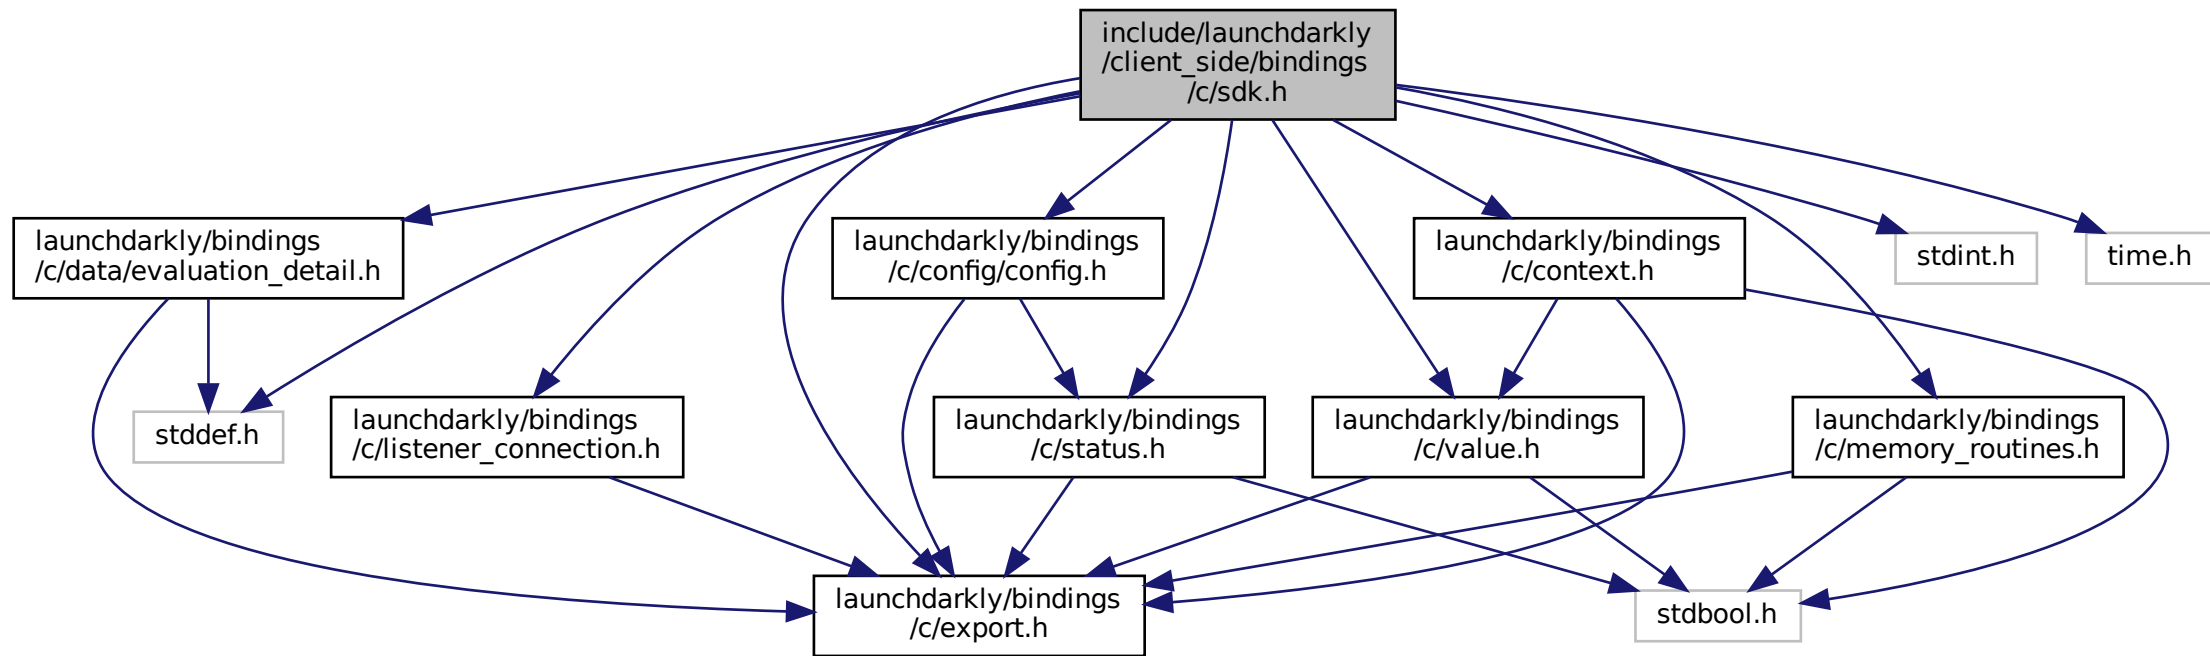 include/launchdarkly
/client_side/bindings
/c/sdk.h
launchdarkly/bindings
/c/data/evaluation_detail.h
launchdarkly/bindings
/c/config/config.h
launchdarkly/bindings
/c/context.h
stdint.h
time.h
stddef.h
launchdarkly/bindings
/c/listener_connection.h
launchdarkly/bindings
/c/status.h
launchdarkly/bindings
/c/value.h
launchdarkly/bindings
/c/memory_routines.h
launchdarkly/bindings
/c/export.h
stdbool.h